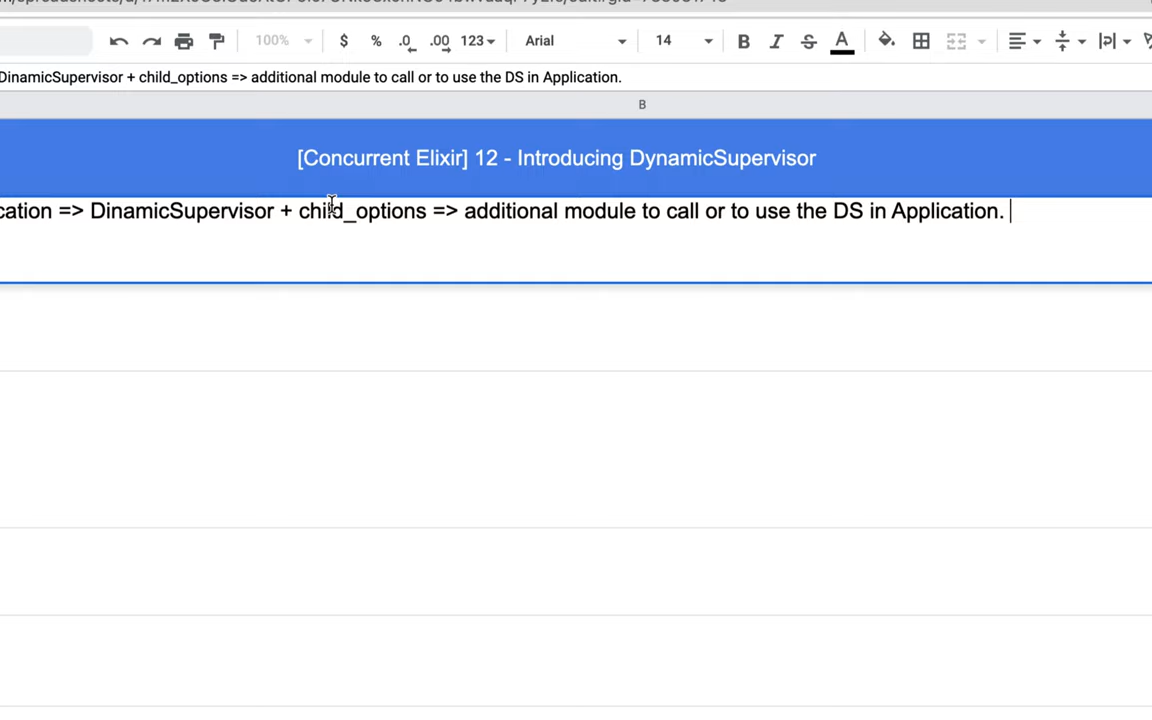 100% $ % .0 .00 123 Arial 14 B I S A
DinamicSupervisor + child_options => additional module to call or to use the DS in Application.
B
[Concurrent Elixir] 12 - Introducing DynamicSupervisor
cation => DinamicSupervisor + child_options => additional module to call or to use the DS in Application.